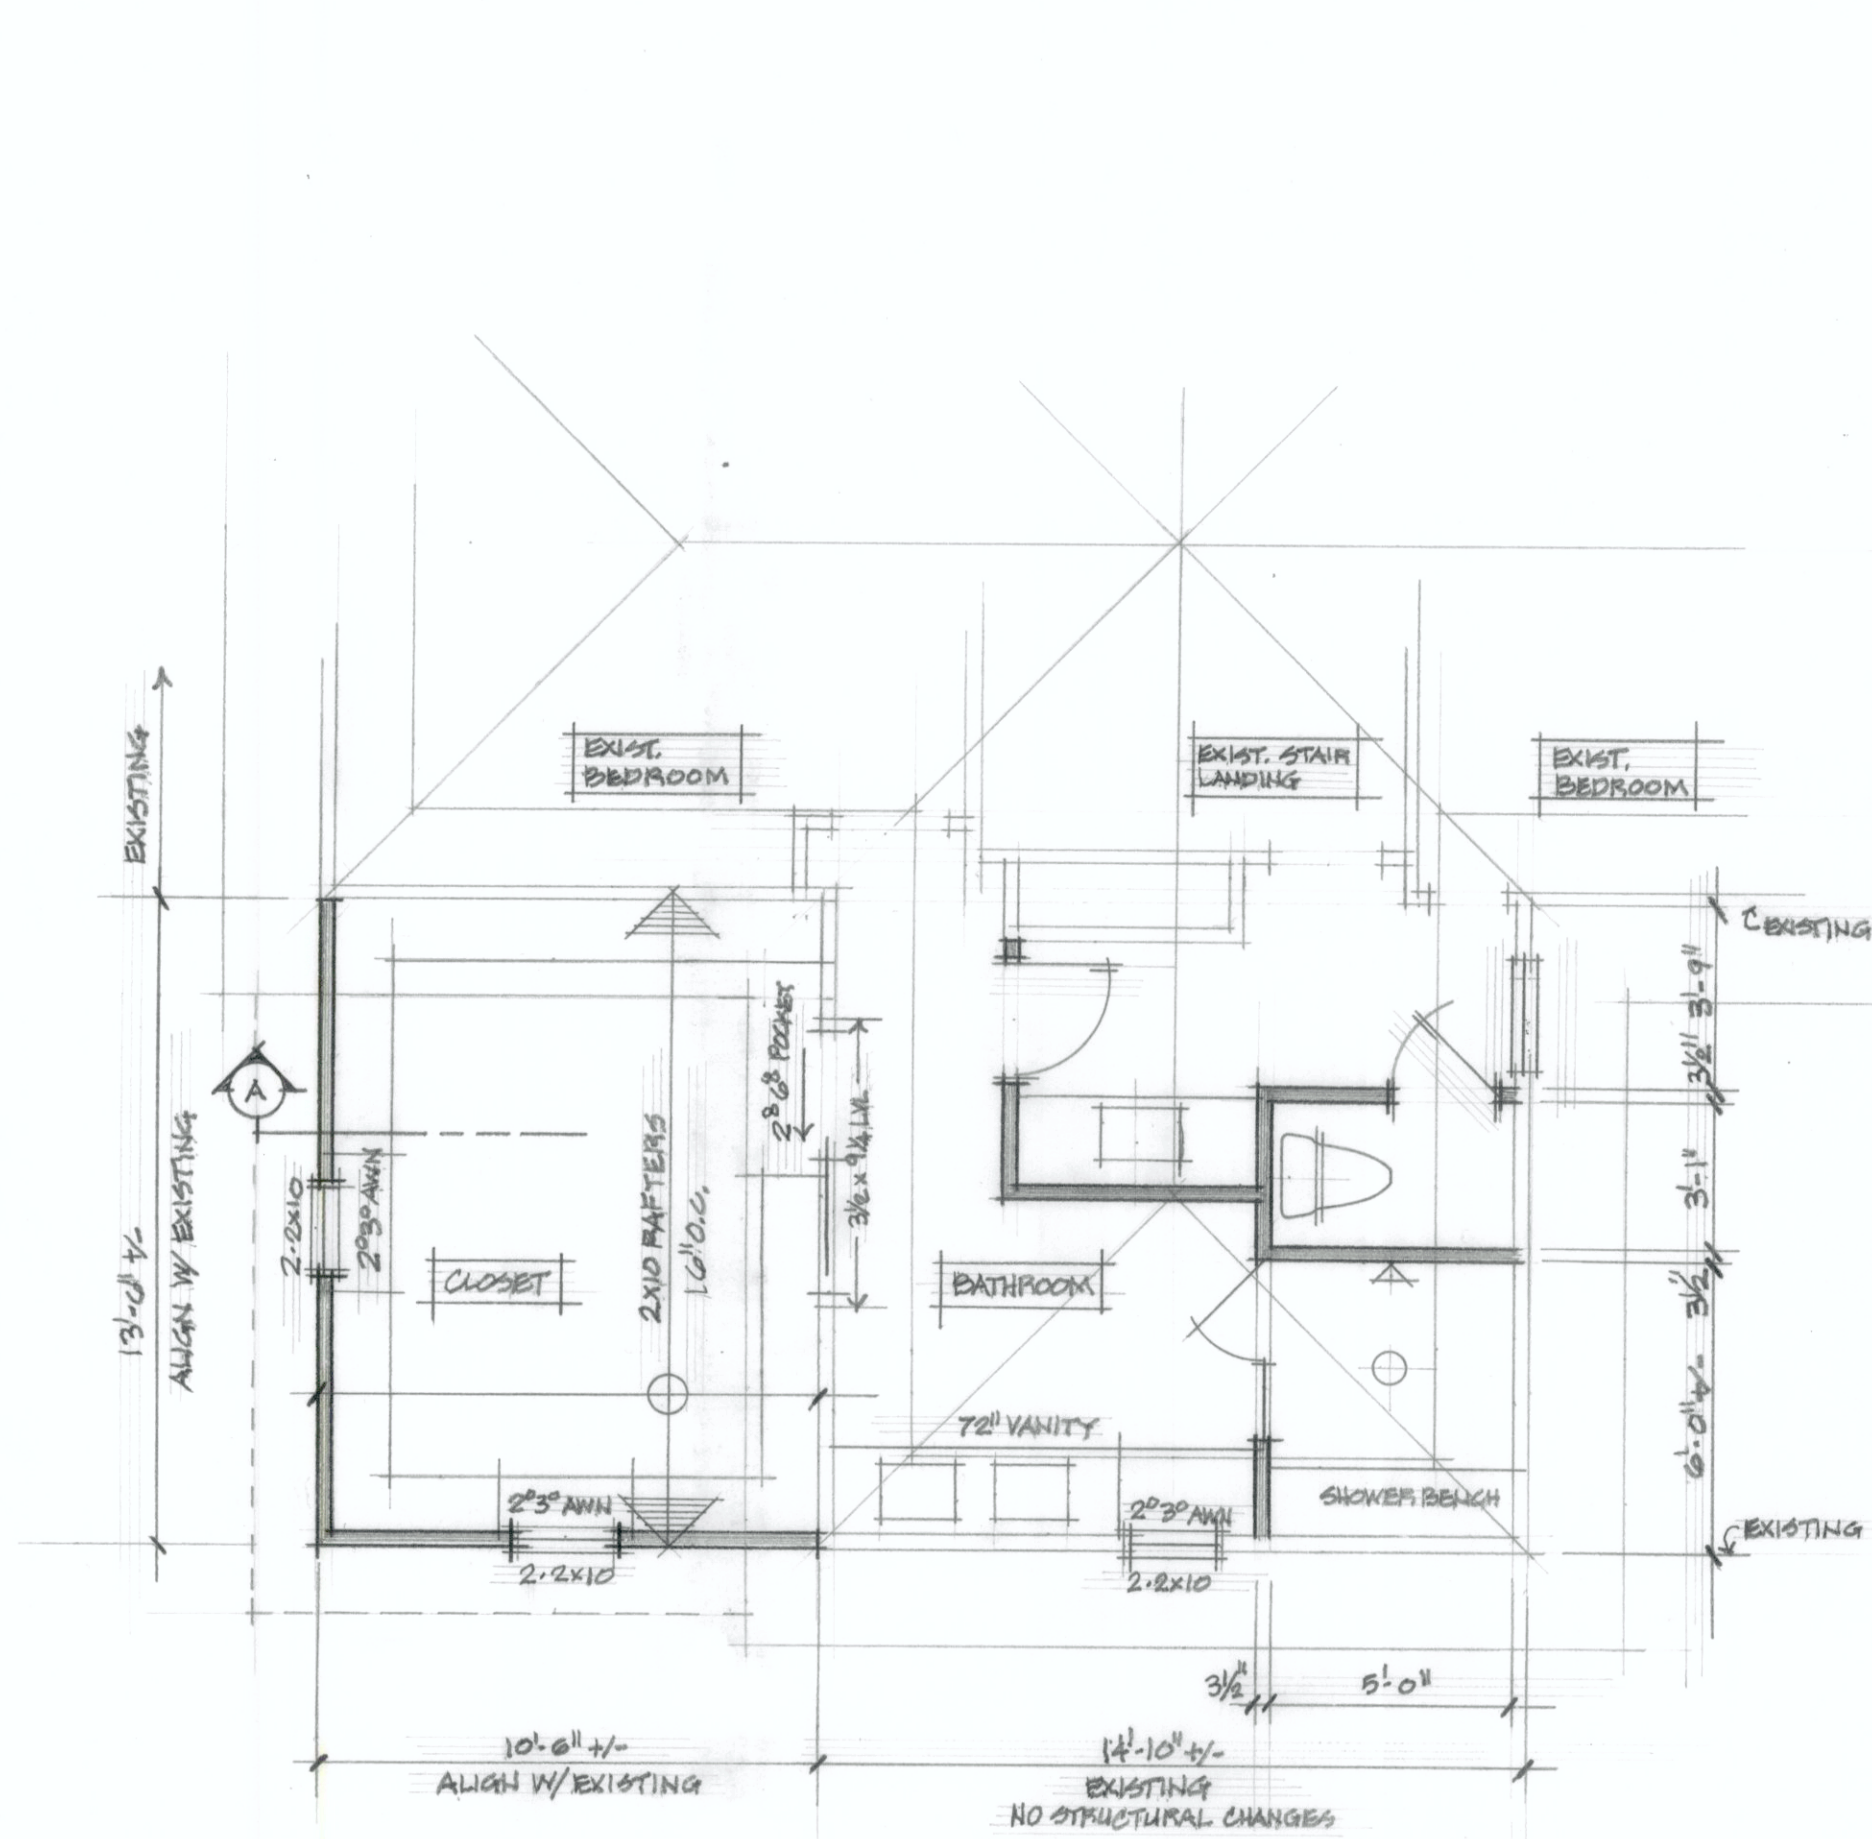 EXIST.
BEDROOM
EXIST. STAIR
LANDING
EXIST.
BEDROOM
EXISTING
EXISTING
3'-9"
2⁸6⁸ POCKET
3½"
A
3½ x 9¼ LVL
2X10 RAFTERS
16" O.C.
ALIGN W/ EXISTING
13'-6" +/-
2·2X10
2⁰3⁰ AWN
3'-1"
CLOSET
BATHROOM
3½"
72" VANITY
6'-0" +/-
2⁰3⁰ AWN
2⁰3⁰ AWN
SHOWER BENCH
EXISTING
2·2X10
2·2X10
3½"
5'-0"
10'-6" +/-
ALIGN W/ EXISTING
14'-10" +/-
EXISTING
NO STRUCTURAL CHANGES